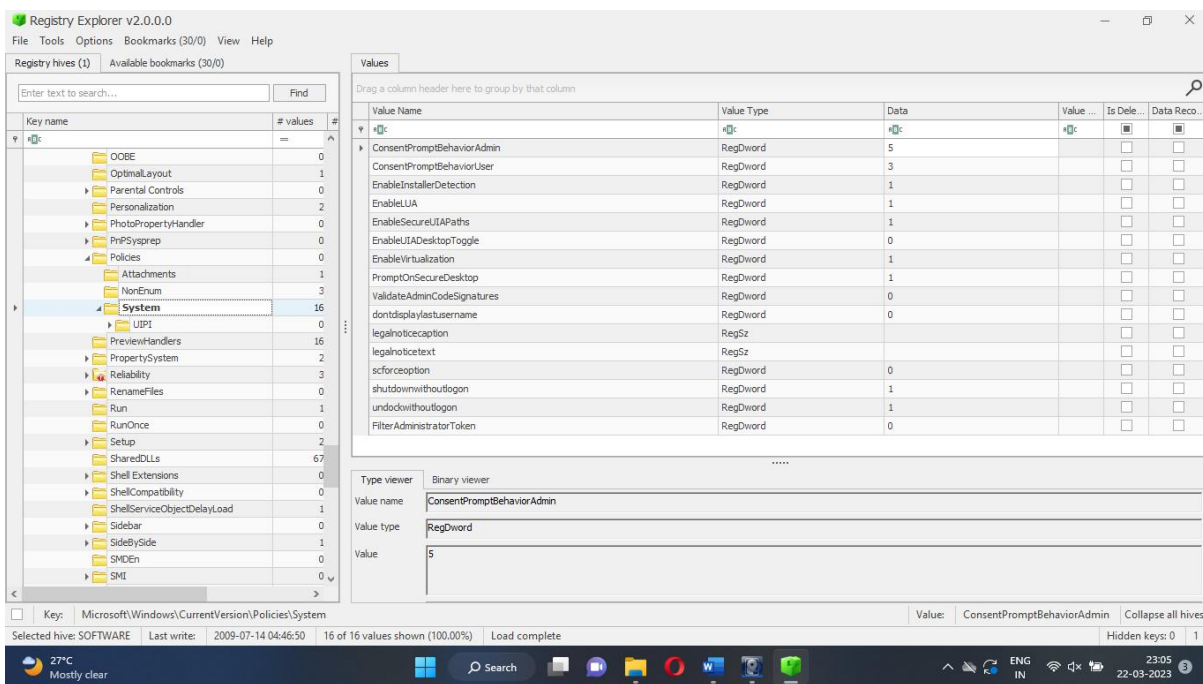 Registry Explorer v2.0.0.0
File Tools Options Bookmarks (30/0) View Help
Registry hives (1) Available bookmarks (30/0)
Enter text to search... Find
Key name # values #
=
OOBE 0
OptimalLayout 1
Parental Controls 0
Personalization 2
PhotoPropertyHandler 0
PnPSysprep 0
Policies 0
Attachments 1
NonEnum 3
System 16
UIPI 0
PreviewHandlers 16
PropertySystem 2
Reliability 3
RenameFiles 0
Run 1
RunOnce 0
Setup 2
SharedDLLs 67
Shell Extensions 0
ShellCompatibility 0
ShellServiceObjectDelayLoad 1
Sidebar 0
SideBySide 1
SMDEn 0
SMI 0
Values
Drag a column header here to group by that column
Value Name Value Type Data Value ... Is Dele... Data Reco...
ConsentPromptBehaviorAdmin RegDword 5
ConsentPromptBehaviorUser RegDword 3
EnableInstallerDetection RegDword 1
EnableLUA RegDword 1
EnableSecureUIAPaths RegDword 1
EnableUIADesktopToggle RegDword 0
EnableVirtualization RegDword 1
PromptOnSecureDesktop RegDword 1
ValidateAdminCodeSignatures RegDword 0
dontdisplaylastusername RegDword 0
legalnoticecaption RegSz
legalnoticetext RegSz
scforceoption RegDword 0
shutdownwithoutlogon RegDword 1
undockwithoutlogon RegDword 1
FilterAdministratorToken RegDword 0
Type viewer Binary viewer
Value name ConsentPromptBehaviorAdmin
Value type RegDword
Value 5
Key: Microsoft\Windows\CurrentVersion\Policies\System Value: ConsentPromptBehaviorAdmin Collapse all hives
Selected hive: SOFTWARE Last write: 2009-07-14 04:46:50 16 of 16 values shown (100.00%) Load complete Hidden keys: 0 1
27°C
Mostly clear
Search
ENG
IN
23:05
22-03-2023
3